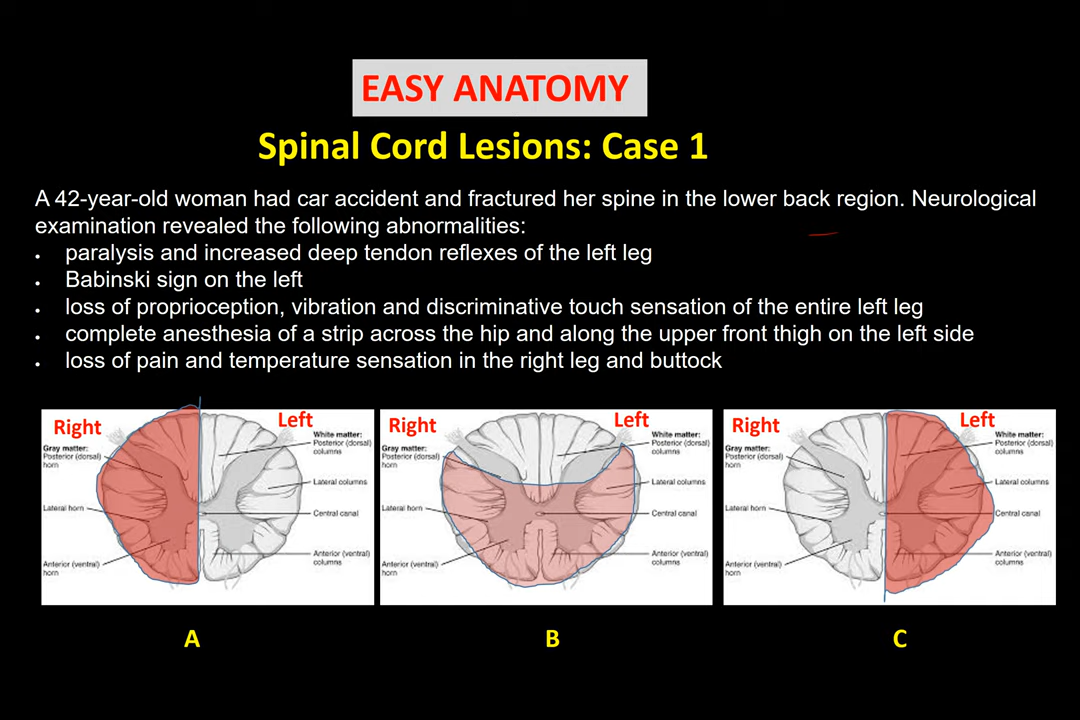 EASY ANATOMY
Spinal Cord Lesions: Case 1
A 42-year-old woman had car accident and fractured her spine in the lower back region. Neurological
examination revealed the following abnormalities:
• paralysis and increased deep tendon reflexes of the left leg
• Babinski sign on the left
• loss of proprioception, vibration and discriminative touch sensation of the entire left leg
• complete anesthesia of a strip across the hip and along the upper front thigh on the left side
• loss of pain and temperature sensation in the right leg and buttock
Right
Left
Gray matter:
Posterior (dorsal)
horn
Lateral horn
Anterior (ventral)
horn
White matter:
Posterior (dorsal)
columns
Lateral columns
Central canal
Anterior (ventral)
columns
A
Right
Left
Gray matter:
Posterior (dorsal)
horn
Lateral horn
Anterior (ventral)
horn
White matter:
Posterior (dorsal)
columns
Lateral columns
Central canal
Anterior (ventral)
columns
B
Right
Left
Gray matter:
Posterior (dorsal)
horn
Lateral horn
Anterior (ventral)
horn
White matter:
Posterior (dorsal)
columns
Lateral columns
Central canal
Anterior (ventral)
columns
C